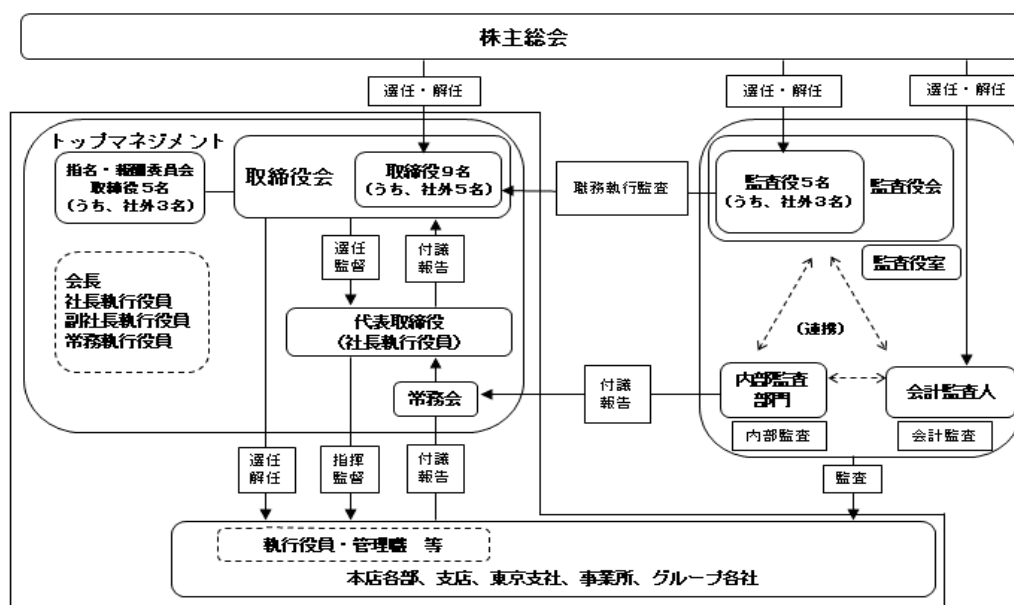 株主総会
選任・解任
選任・解任
選任・解任
トップマネジメント
指名・報酬委員会
取締役５名
(うち、社外３名)
取締役会
取締役９名
(うち、社外５名)
職務執行監査
監査役５名
(うち、社外３名)
監査役会
監査役室
選任
監督
付議
報告
会長
社長執行役員
副社長執行役員
常務執行役員
代表取締役
(社長執行役員)
(連携)
常務会
付議
報告
内部監査
部門
会計監査人
内部監査
会計監査
選任
解任
指揮
監督
付議
報告
監査
執行役員・管理職　等
本店各部、支店、東京支社、事業所、グループ各社